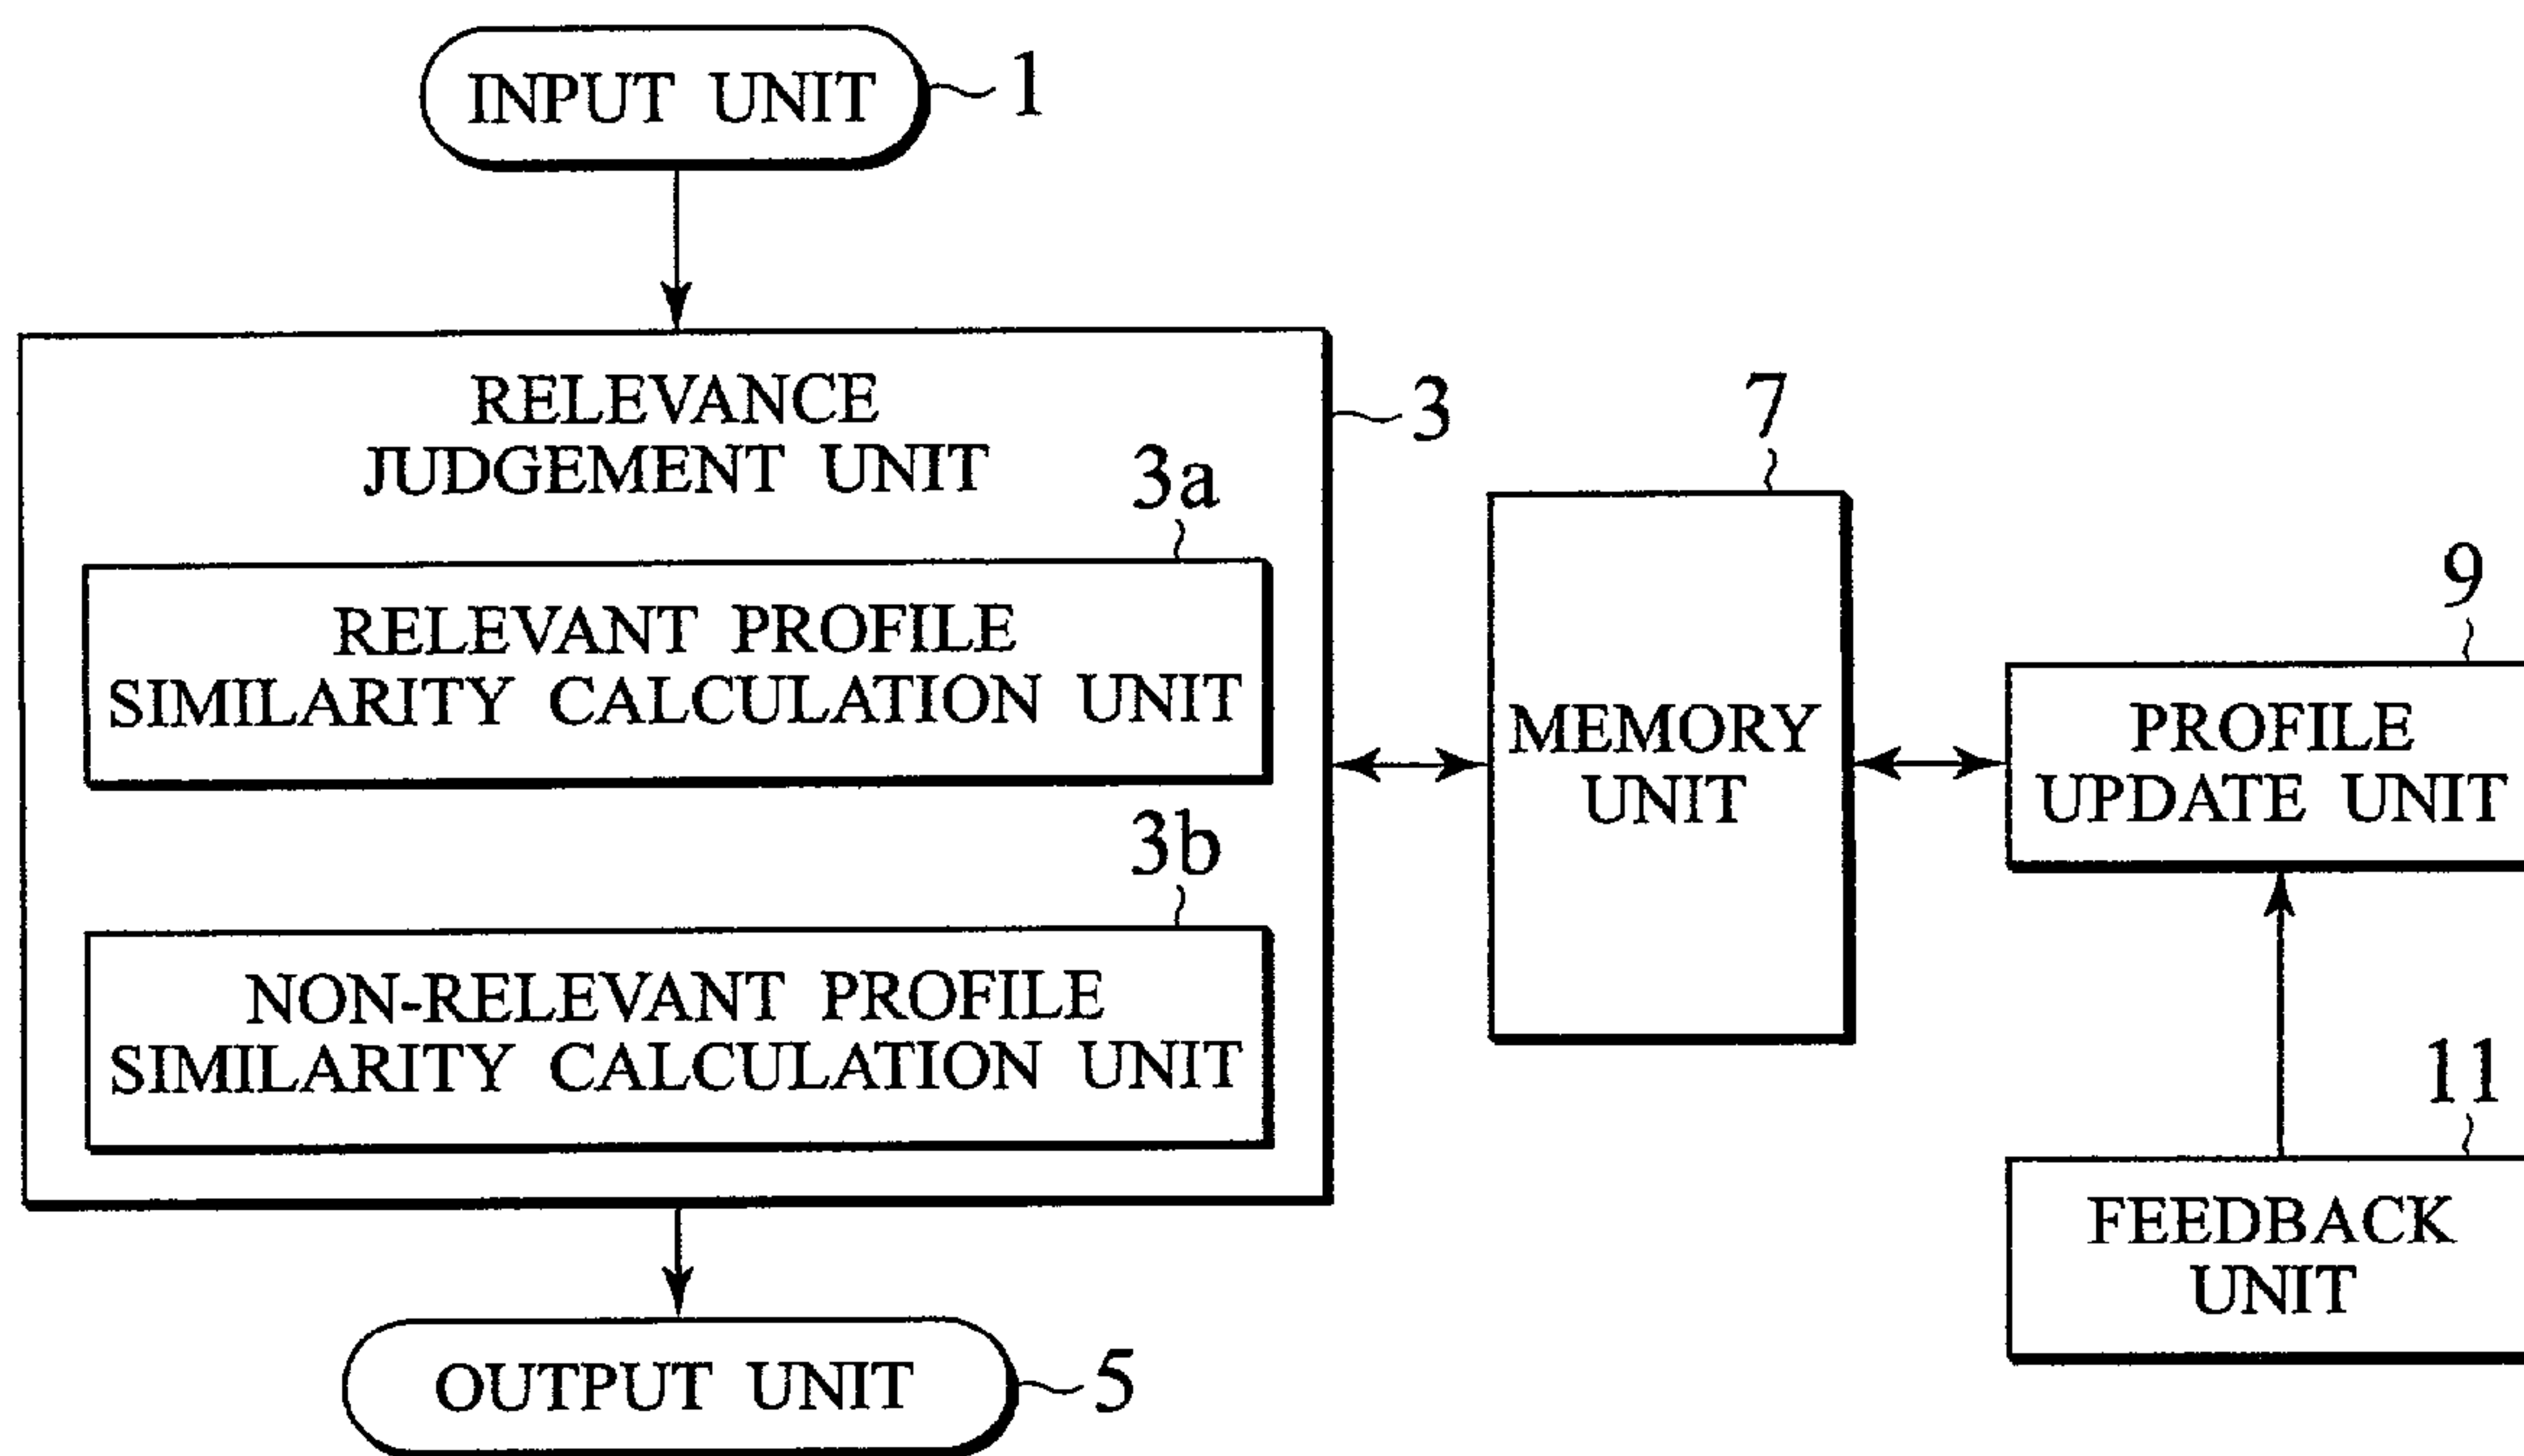 INPUT UNIT
1
RELEVANCE
JUDGEMENT UNIT
3
3a
RELEVANT PROFILE
SIMILARITY CALCULATION UNIT
3b
NON-RELEVANT PROFILE
SIMILARITY CALCULATION UNIT
OUTPUT UNIT
5
7
MEMORY
UNIT
9
PROFILE
UPDATE UNIT
11
FEEDBACK
UNIT